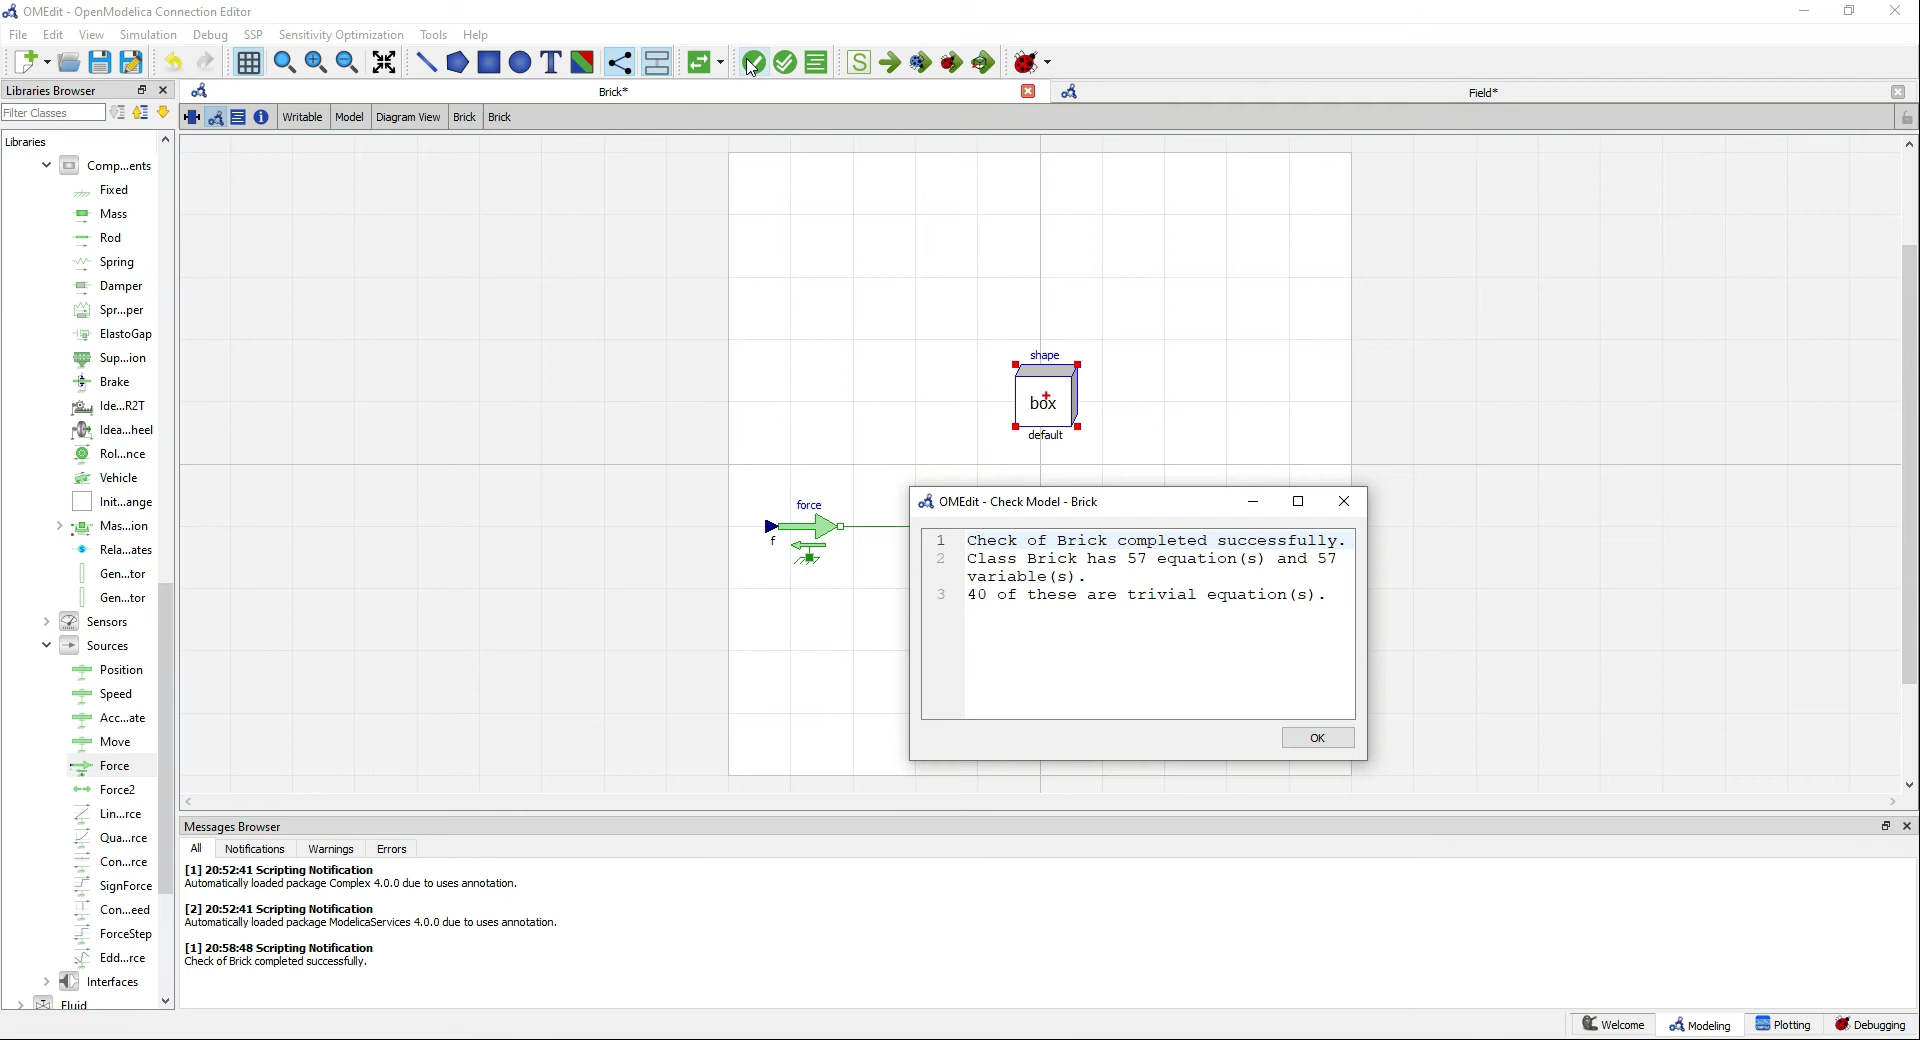 OMEdit - OpenModelica Connection Editor
File Edit View Simulation Debug SSP Sensitivity Optimization Tools Help
Libraries Browser
Brick*
Field*
Filter Classes
Writable Model Diagram View Brick Brick
Libraries
Comp...ents
Fixed
Mass
Rod
Spring
Damper
Spr...per
ElastoGap
Sup...ion
Brake
Ide...R2T
Idea...heel
Rol...nce
Vehicle
Init...ange
Mas...ion
Rela...ates
Gen...tor
Gen...tor
Sensors
Sources
Position
Speed
Acc...ate
Move
Force
Force2
Lin...rce
Qua...rce
Con...rce
SignForce
Con...eed
ForceStep
Edd...rce
Interfaces
Fluid
shape
box
default
force
f
OMEdit - Check Model - Brick
1 Check of Brick completed successfully.
2 Class Brick has 57 equation(s) and 57
variable(s).
3 40 of these are trivial equation(s).
OK
Messages Browser
All Notifications Warnings Errors
[1] 20:52:41 Scripting Notification
Automatically loaded package Complex 4.0.0 due to uses annotation.
[2] 20:52:41 Scripting Notification
Automatically loaded package ModelicaServices 4.0.0 due to uses annotation.
[1] 20:58:48 Scripting Notification
Check of Brick completed successfully.
Welcome Modeling Plotting Debugging